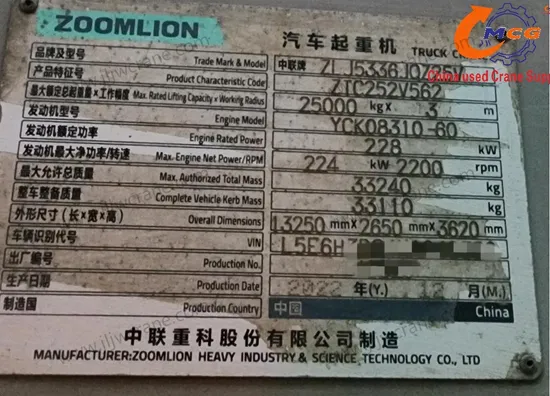 ZOOMLION 汽车起重机 TRUCK
MCG
China used Crane
品牌及型号 Trade Mark & Model 中联牌
产品特征号 Product Characteristic Code ZTC252V562
最大额定总起重量×工作幅度 Max. Rated Lifting Capacity x Working Radius 25000 kg x 3 m
发动机型号 Engine Model YCK08310-60
发动机额定功率 Engine Rated Power 228 kW
发动机最大净功率/转速 Max. Engine Net Power/RPM 224 kW 2200 rpm
最大允许总质量 Max. Authorized Total Mass 33240 kg
整车整备质量 Complete Vehicle Kerb Mass 33110 kg
外形尺寸(长×宽×高) Overall Dimensions 13250 mm× 2650 mm× 3620 mm
车辆识别代号 VIN L5E6H
出厂编号 Production No.
生产日期 Production Date 2022 年(Y.) 12 月(M.)
制造国 Production Country 中国 China
中联重科股份有限公司制造
MANUFACTURER:ZOOMLION HEAVY INDUSTRY & SCIENCE TECHNOLOGY CO., LTD